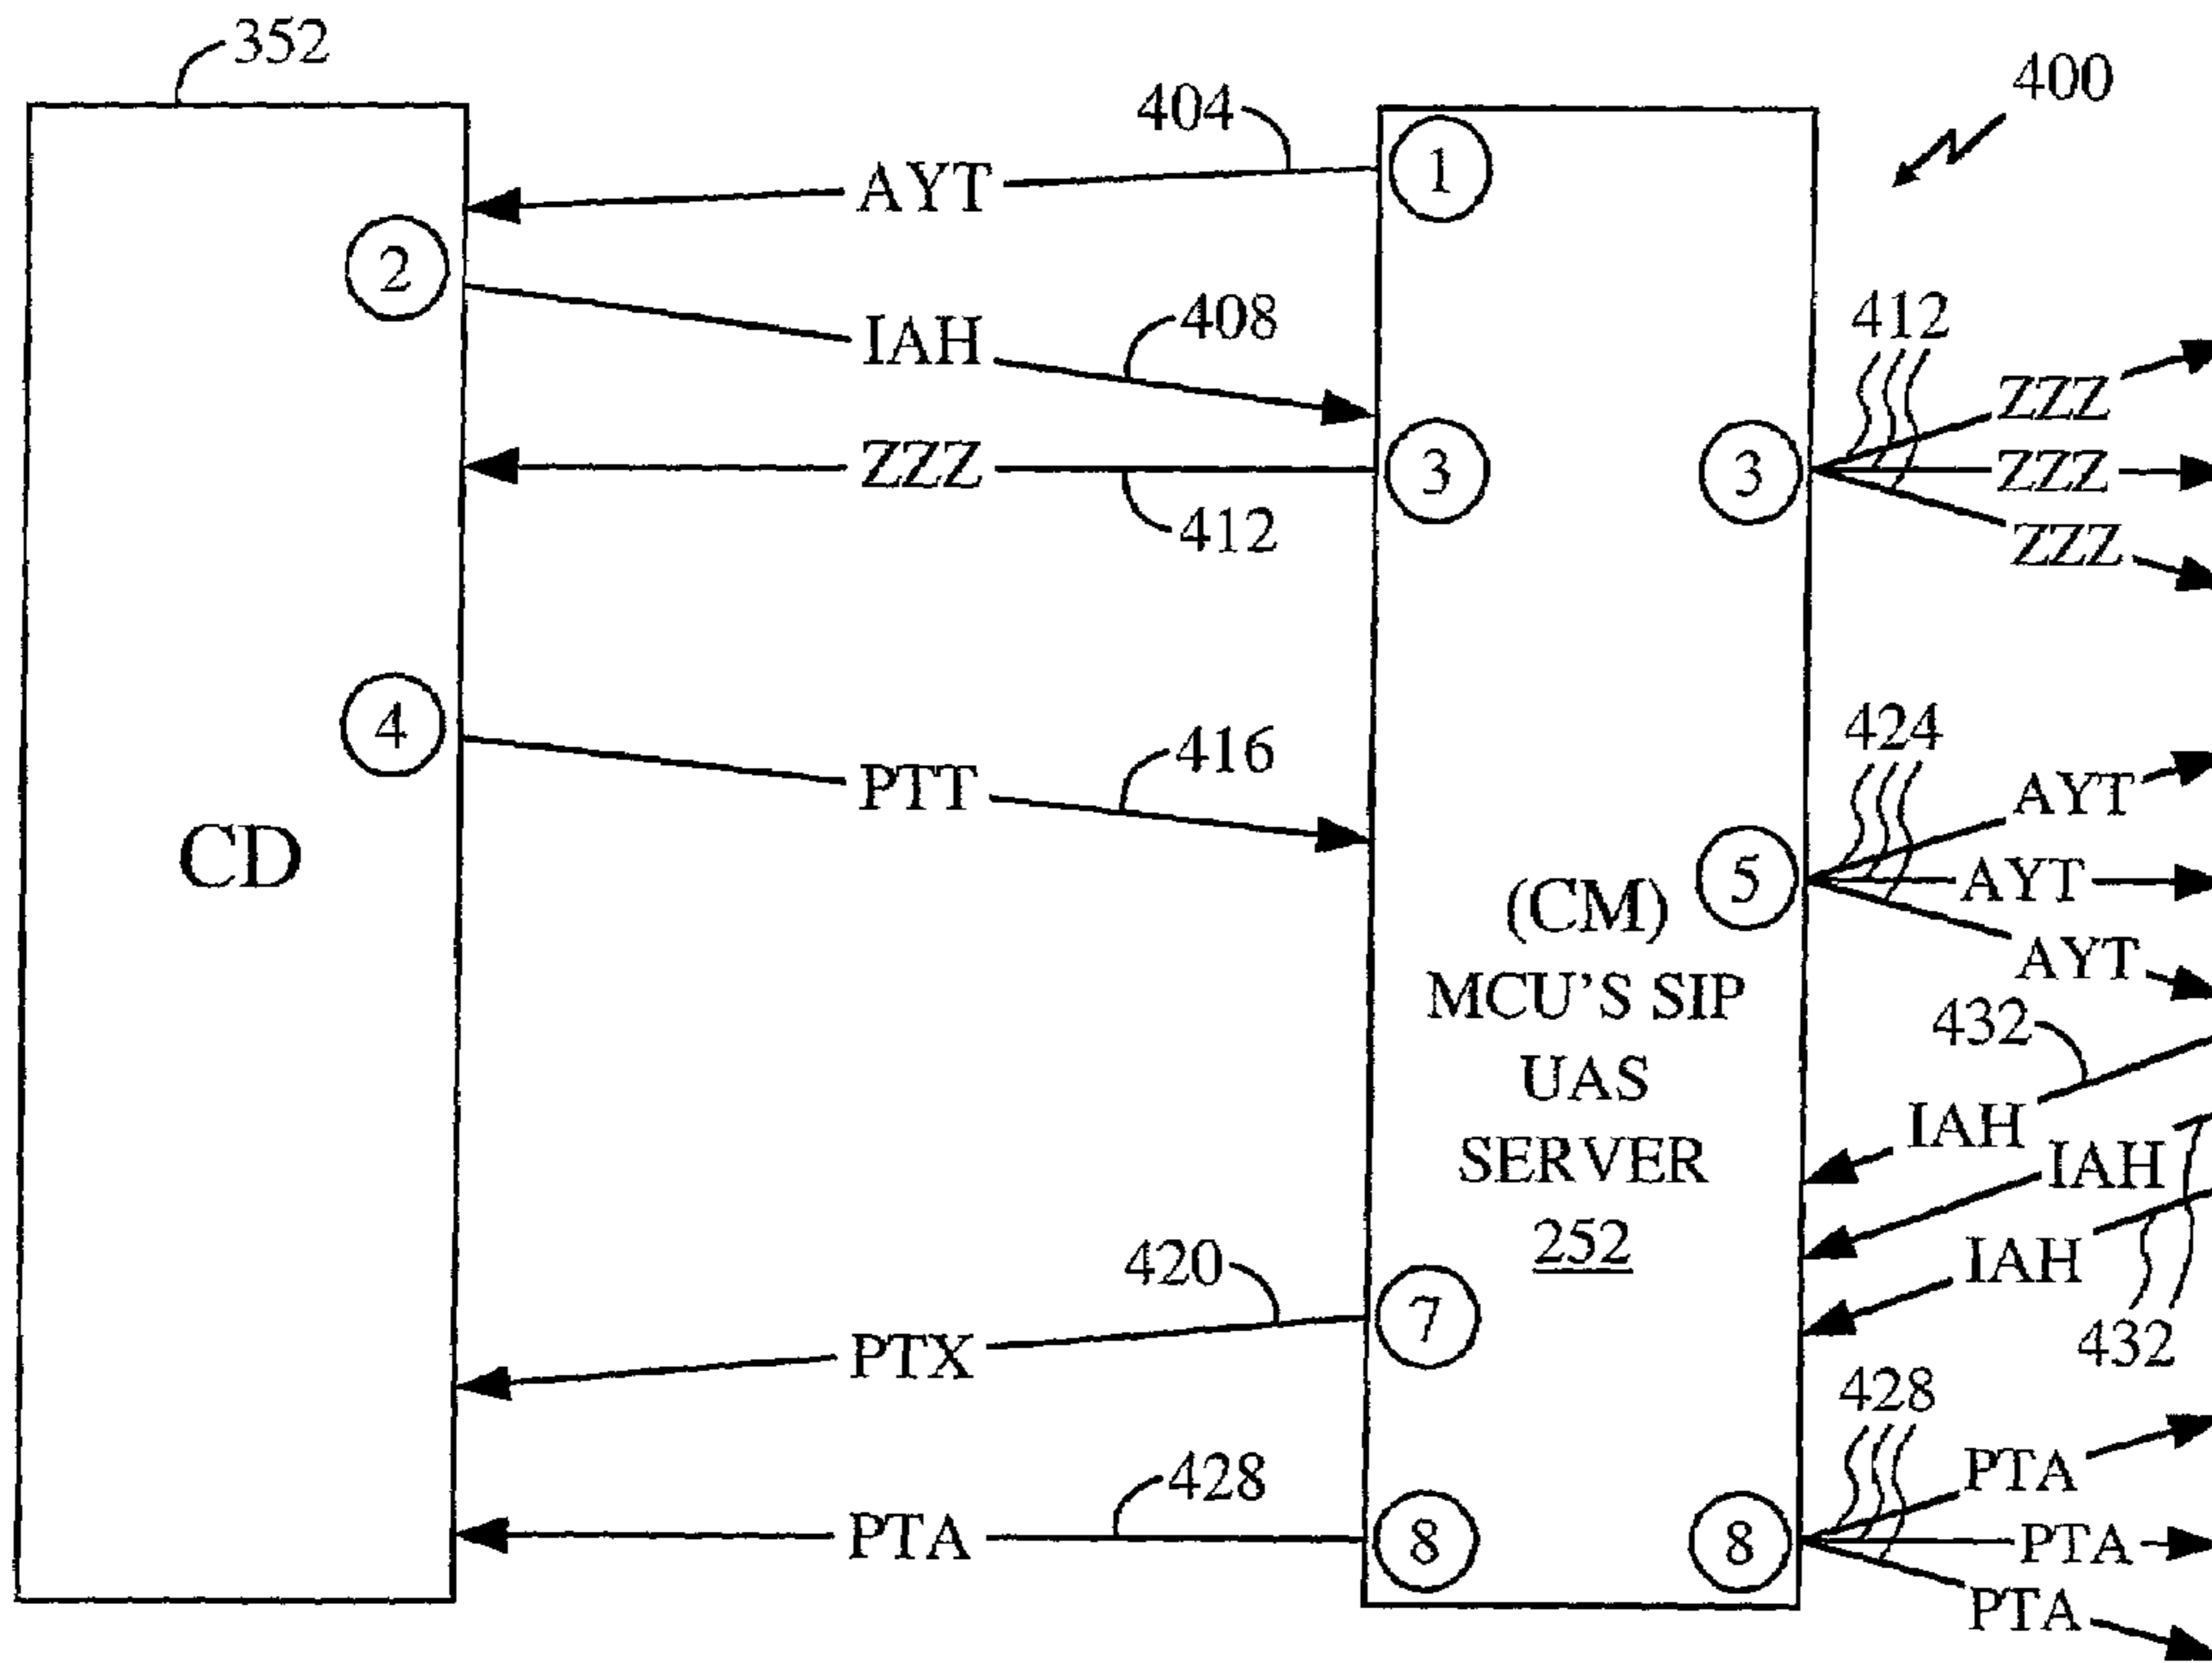 352
404
400
AYT
1
2
408
412
IAH
ZZZ
ZZZ
3
3
ZZZ
412
ZZZ
4
416
424
PTT
AYT
CD
5
AYT
(CM)
MCU'S SIP
UAS
SERVER
252
AYT
432
IAH
IAH
420
IAH
7
PTX
432
428
428
PTA
PTA
8
8
PTA
PTA